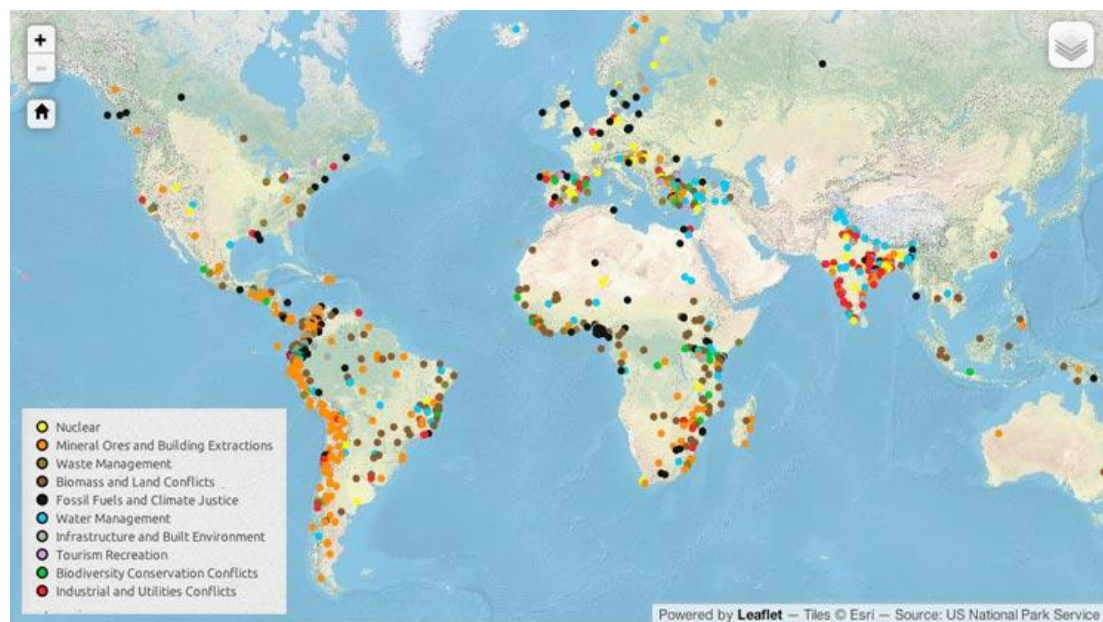 +
Nuclear
Mineral Ores and Building Extractions
Waste Management
Biomass and Land Conflicts
Fossil Fuels and Climate Justice
Water Management
Infrastructure and Built Environment
Tourism Recreation
Biodiversity Conservation Conflicts
Industrial and Utilities Conflicts
Powered by Leaflet — Tiles © Esri — Source: US National Park Service